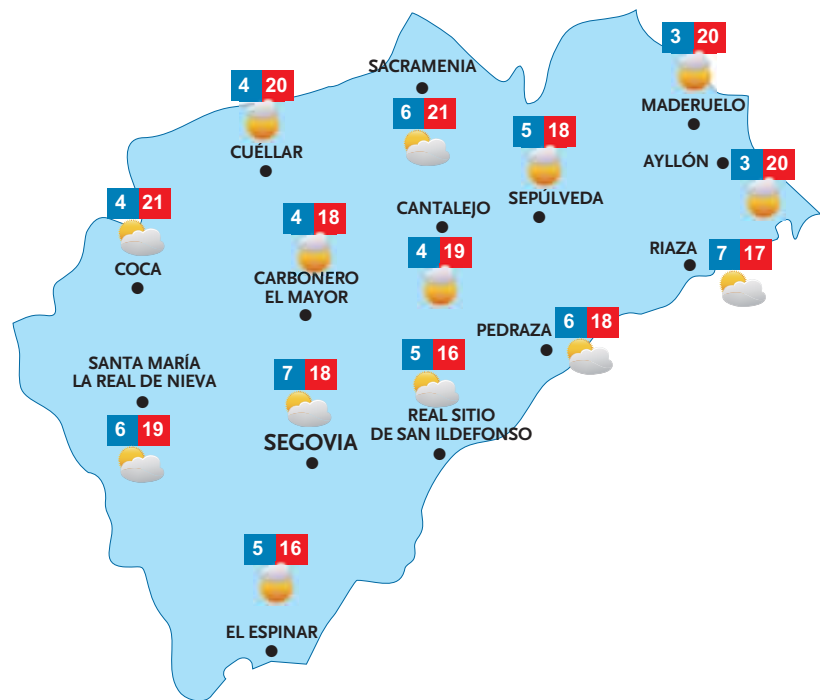 3 20
MADERUELO
SACRAMENIA
6 21
4 20
CUÉLLAR
5 18
SEPÚLVEDA
AYLLÓN
3 20
4 21
COCA
4 18
CARBONERO
EL MAYOR
CANTALEJO
4 19
RIAZA
7 17
PEDRAZA
6 18
SANTA MARÍA
LA REAL DE NIEVA
6 19
7 18
SEGOVIA
5 16
REAL SITIO
DE SAN ILDEFONSO
5 16
EL ESPINAR